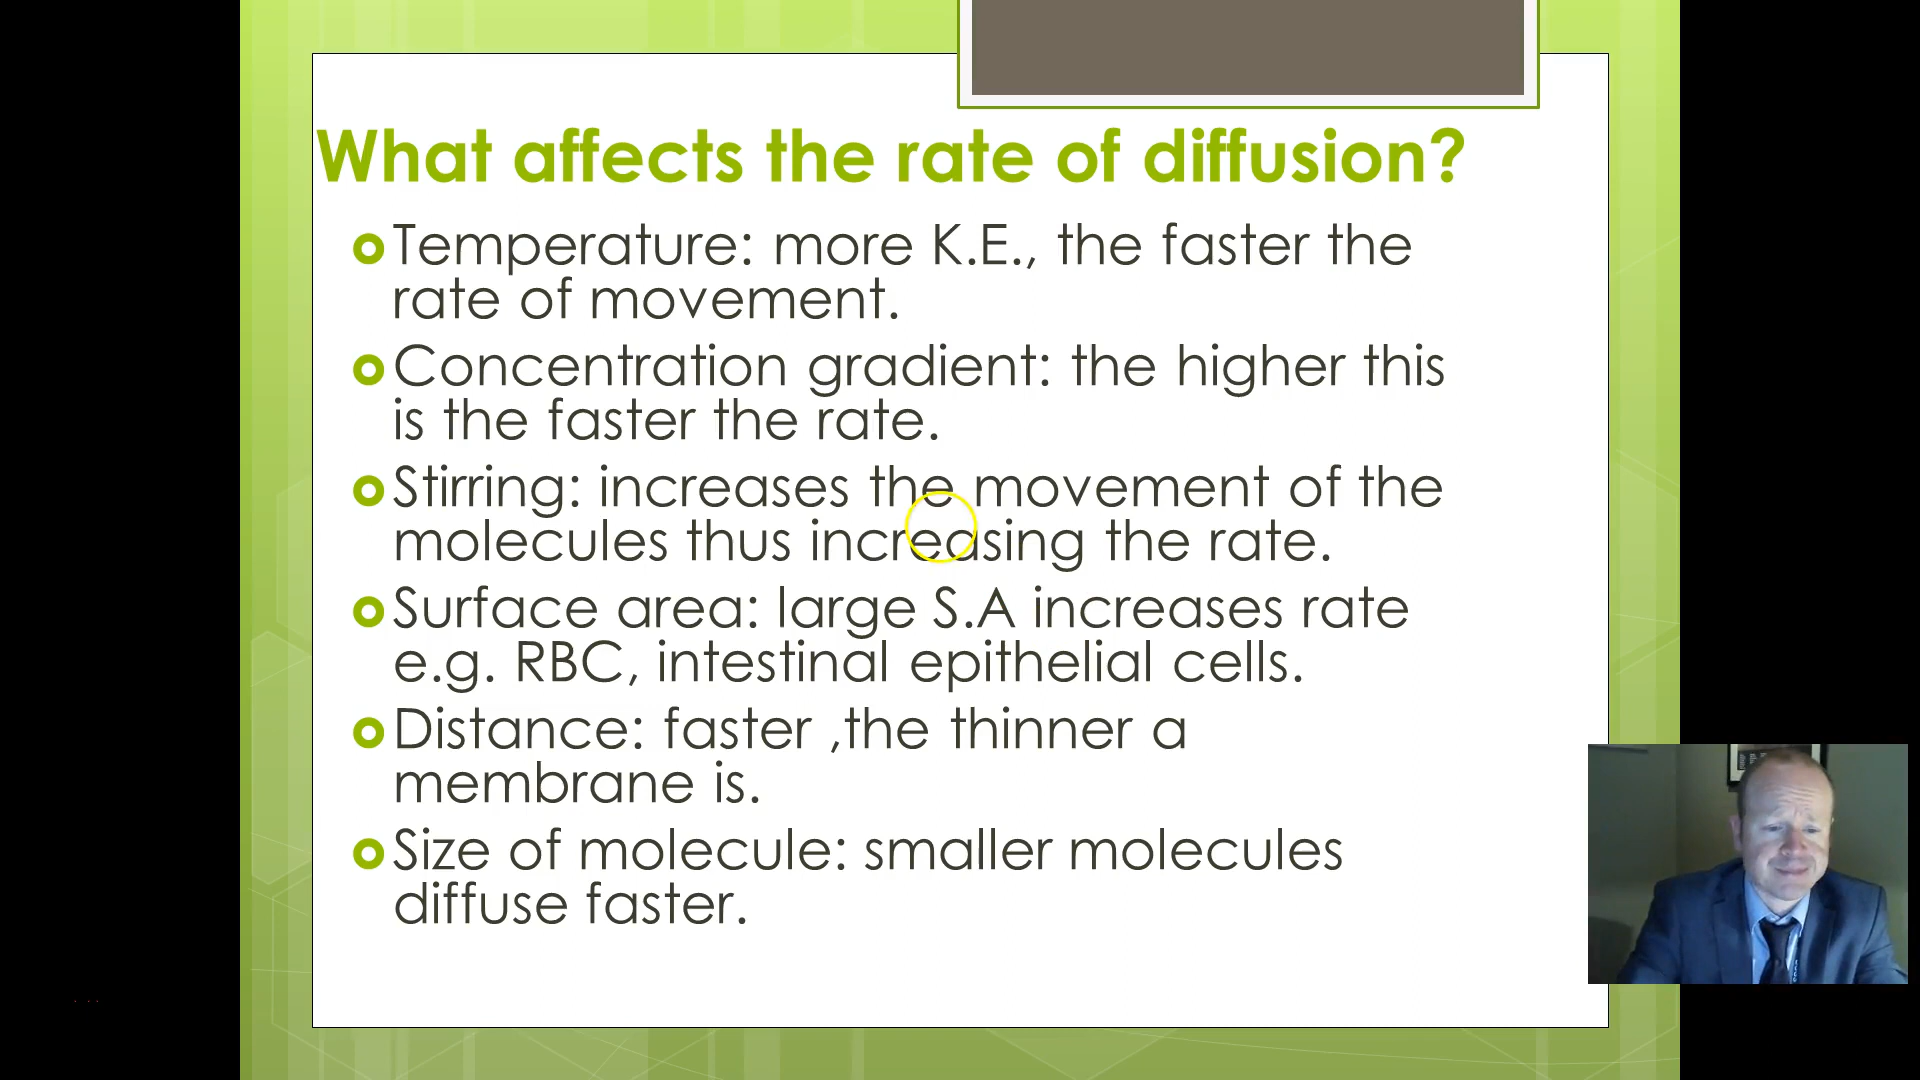 What affects the rate of diffusion?
Temperature: more K.E., the faster the
rate of movement.
Concentration gradient: the higher this
is the faster the rate.
Stirring: increases the movement of the
molecules thus increasing the rate.
Surface area: large S.A increases rate
e.g. RBC, intestinal epithelial cells.
Distance: faster ,the thinner a
membrane is.
Size of molecule: smaller molecules
diffuse faster.